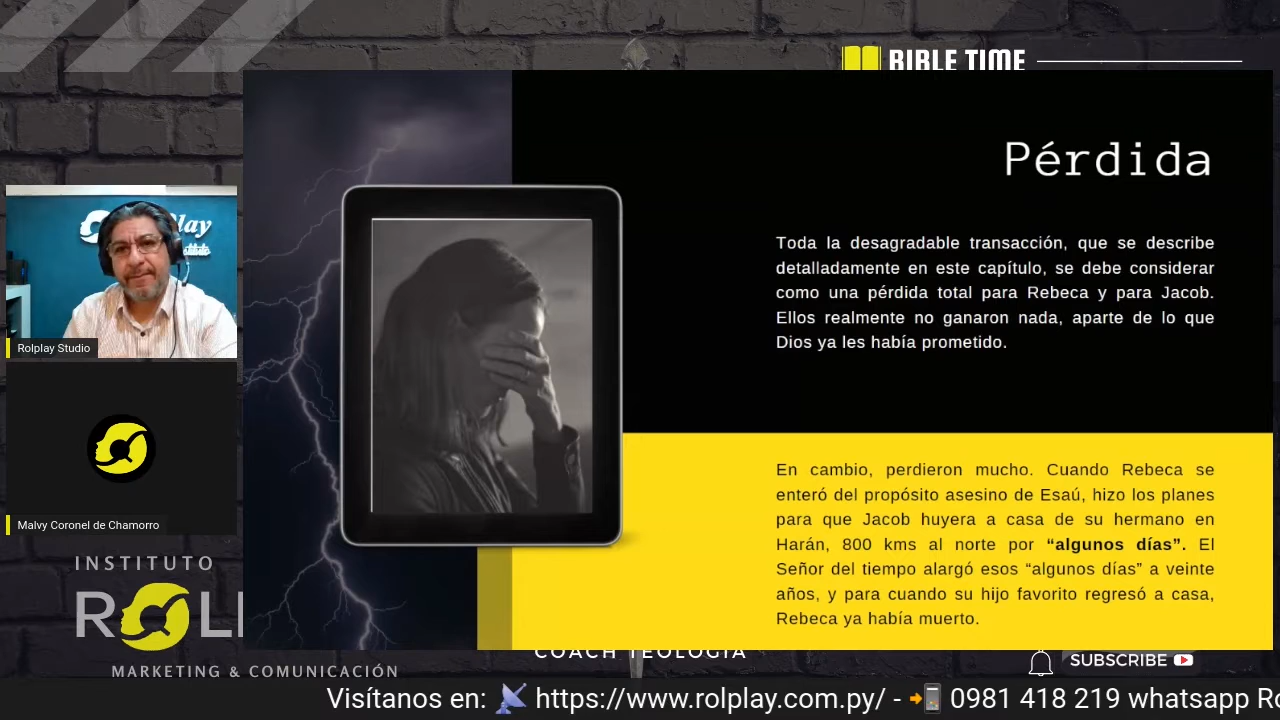 BIBLE TIME
Pérdida
Toda la desagradable transacción, que se describe
detalladamente en este capítulo, se debe considerar
como una pérdida total para Rebeca y para Jacob.
Ellos realmente no ganaron nada, aparte de lo que
Dios ya les había prometido.
En cambio, perdieron mucho. Cuando Rebeca se
enteró del propósito asesino de Esaú, hizo los planes
para que Jacob huyera a casa de su hermano en
Harán, 800 kms al norte por “algunos días”. El
Señor del tiempo alargó esos “algunos días” a veinte
años, y para cuando su hijo favorito regresó a casa,
Rebeca ya había muerto.
Rolplay Studio
Malvy Coronel de Chamorro
INSTITUTO
MARKETING & COMUNICACIÓN
COACH TEOLOGÍA
SUBSCRIBE
Visítanos en: https://www.rolplay.com.py/ - 0981 418 219 whatsapp